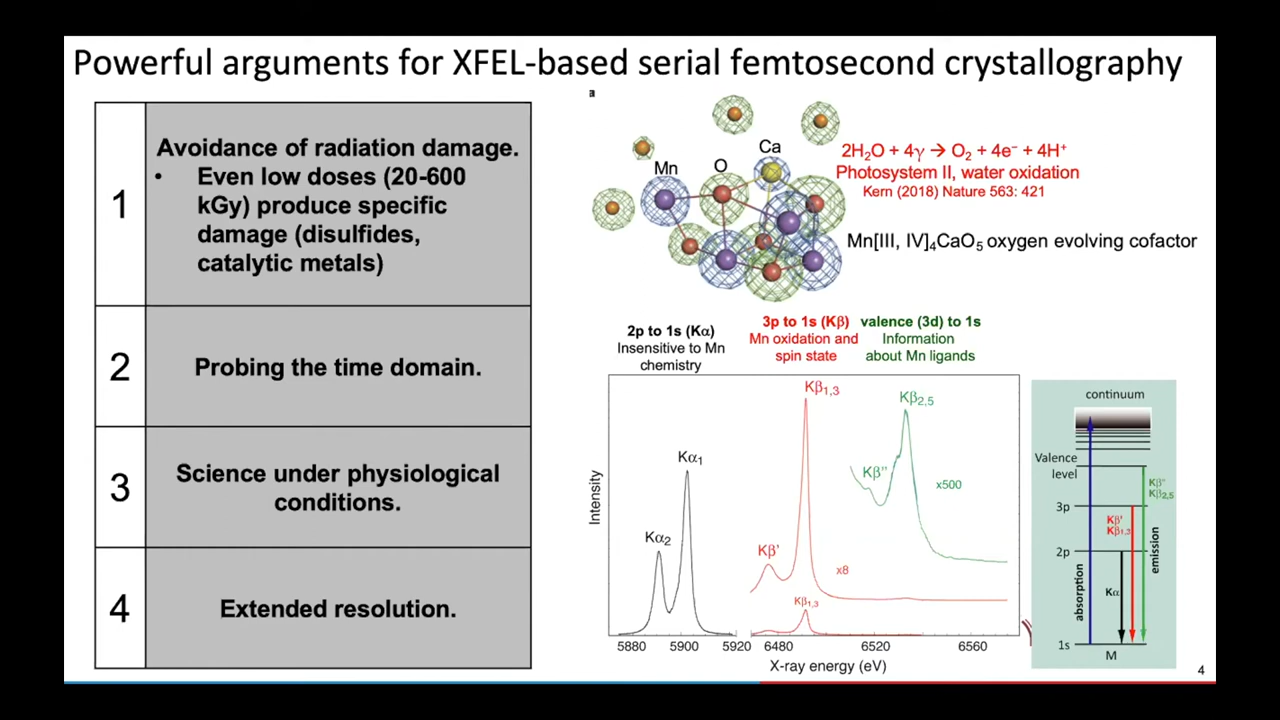 Powerful arguments for XFEL-based serial femtosecond crystallography
1
Avoidance of radiation damage.
• Even low doses (20-600
kGy) produce specific
damage (disulfides,
catalytic metals)
2
Probing the time domain.
3
Science under physiological
conditions.
4
Extended resolution.
a
Mn
O
Ca
2H₂O + 4γ → O₂ + 4e⁻ + 4H⁺
Photosystem II, water oxidation
Kern (2018) Nature 563: 421
Mn[III, IV]₄CaO₅ oxygen evolving cofactor
2p to 1s (Kα)
Insensitive to Mn
chemistry
3p to 1s (Kβ)
Mn oxidation and
spin state
valence (3d) to 1s
Information
about Mn ligands
Intensity
Kα₂
Kα₁
Kβ'
Kβ₁,₃
x8
Kβ₁,₃
Kβ''
Kβ₂,₅
x500
5880 5900 5920 6480 6520 6560
X-ray energy (eV)
continuum
Valence
level
3p
2p
1s
absorption
Kα
Kβ'
Kβ₁,₃
Kβ''
Kβ₂,₅
emission
M
4